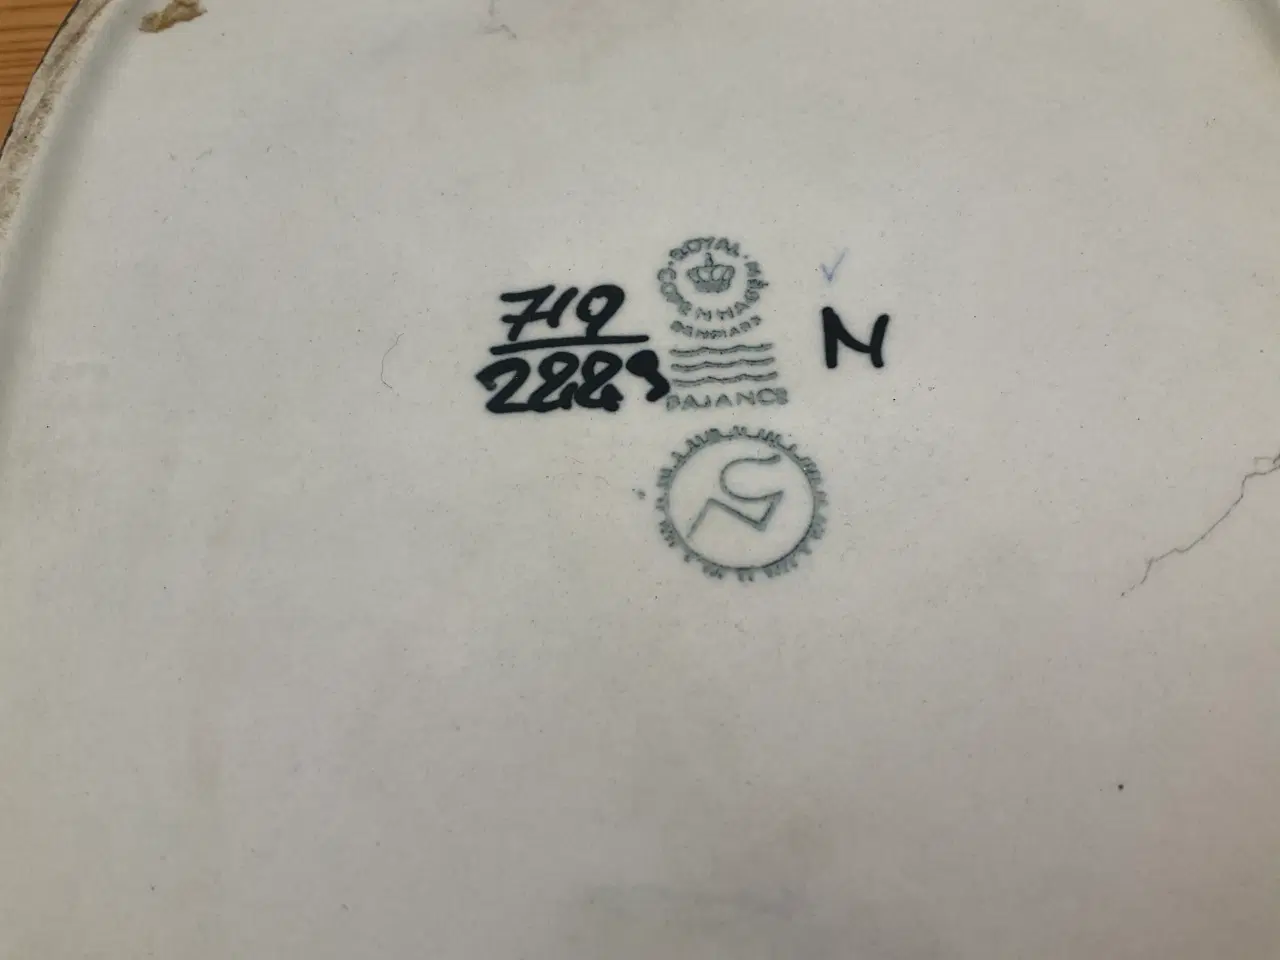 719
2883
ROYAL
COPENHAGEN
DENMARK
FAJANCE
N